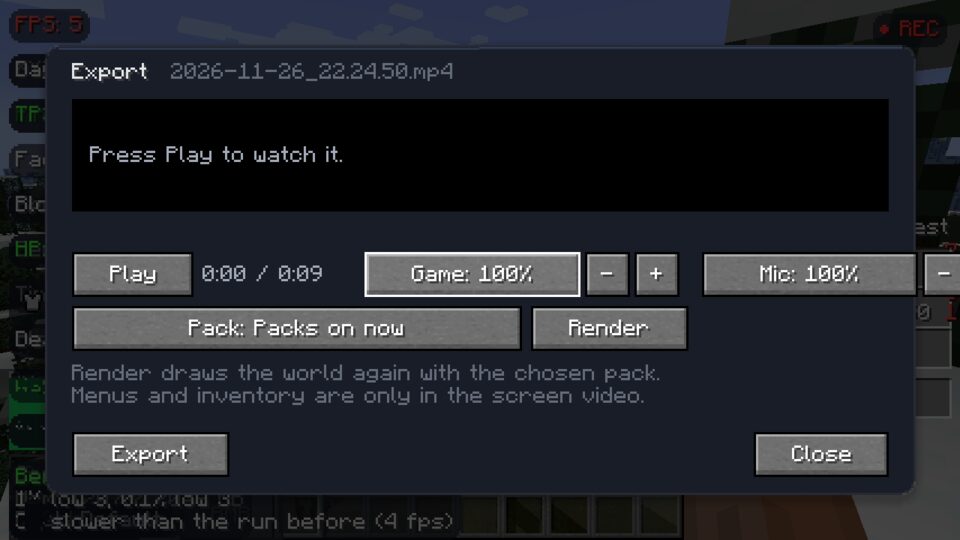 FPS: 5
REC
Export 2026-11-26_22.24.50.mp4
Press Play to watch it.
Play 0:00 / 0:09 Game: 100% - + Mic: 100% -
Pack: Packs on now Render
Render draws the world again with the chosen pack.
Menus and inventory are only in the screen video.
Export Close
slower than the run before (4 fps)